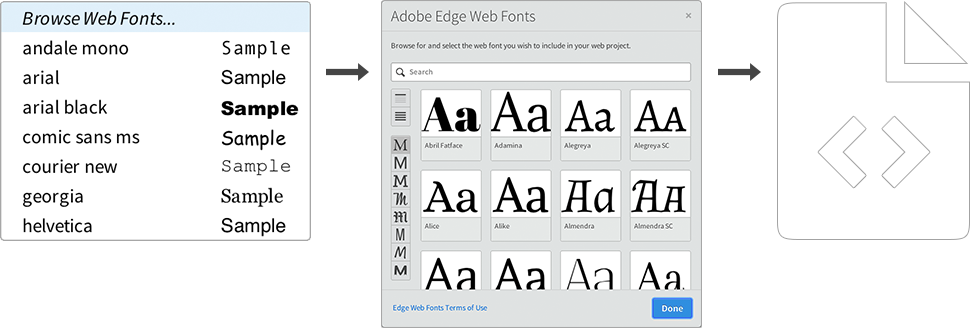 Browse Web Fonts...
andale mono Sample
arial Sample
arial black Sample
comic sans ms Sample
courier new Sample
georgia Sample
helvetica Sample
Adobe Edge Web Fonts ×
Browse for and select the web font you wish to include in your web project.
Search
Aa Aa Aa AA
Abril Fatface Adamina Alegreya Alegreya SC
M
M
M
M
M
M
M
M
Aa Aa Aa AA
Alice Alike Almendra Almendra SC
Aa Aa Aa Aa
Edge Web Fonts Terms of Use Done